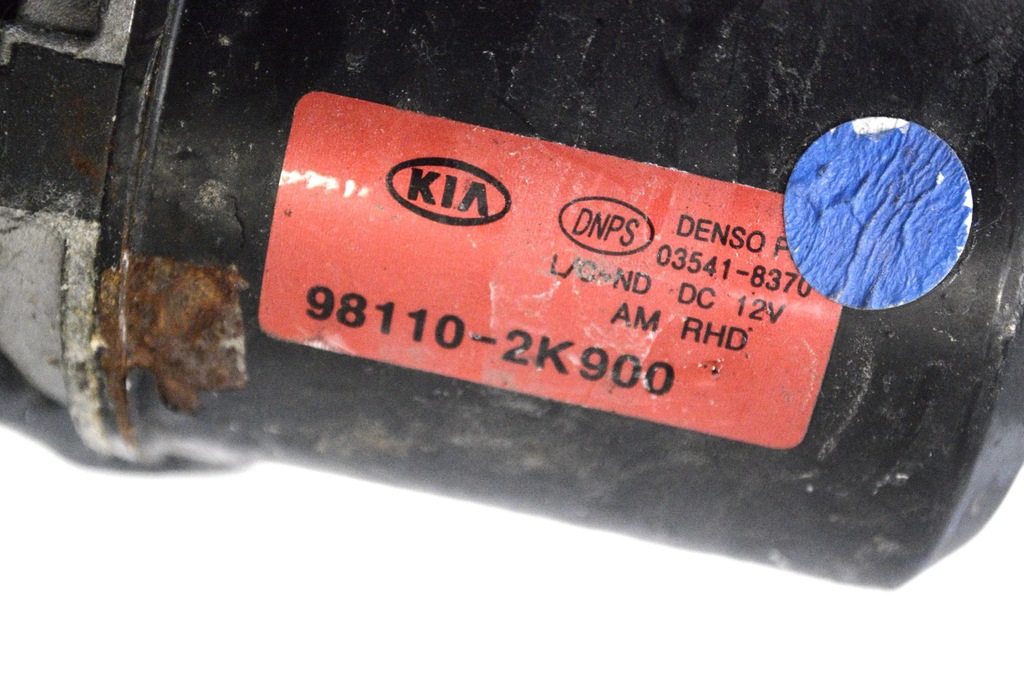 KIA
DNPS DENSO
03541-8370
DC 12V
AM RHD
98110-2K900